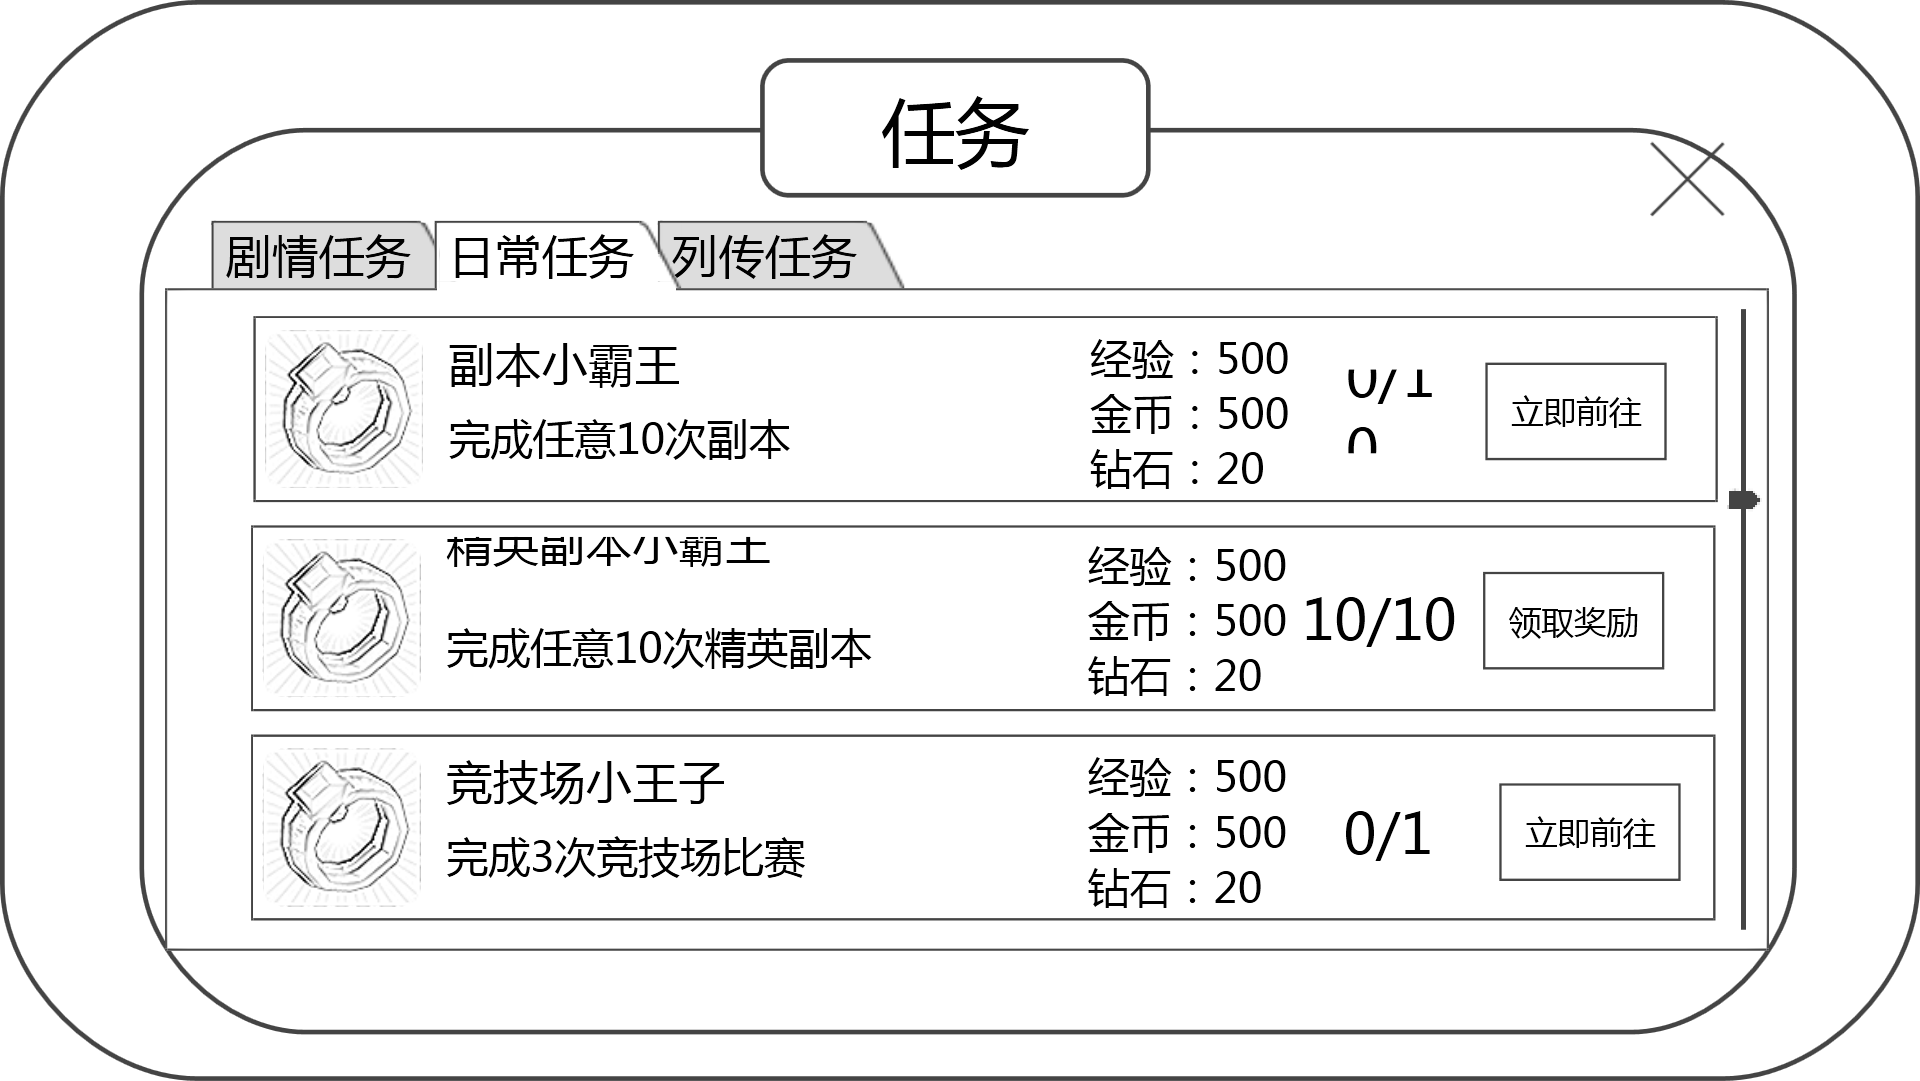 任务
剧情任务
日常任务
列传任务
副本小霸王
完成任意10次副本
经验：500
金币：500
钻石：20
0/1
0
立即前往
精英副本小霸王
完成任意10次精英副本
经验：500
金币：500
钻石：20
10/10
领取奖励
竞技场小王子
完成3次竞技场比赛
经验：500
金币：500
钻石：20
0/1
立即前往